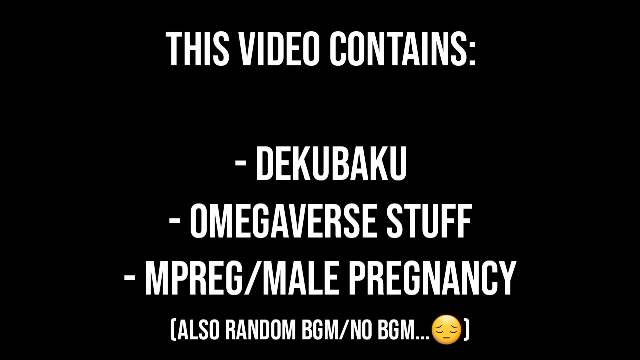 THIS VIDEO CONTAINS:
- DEKUBAKU
- OMEGAVERSE STUFF
- MPREG/MALE PREGNANCY
(ALSO RANDOM BGM/NO BGM...😔)